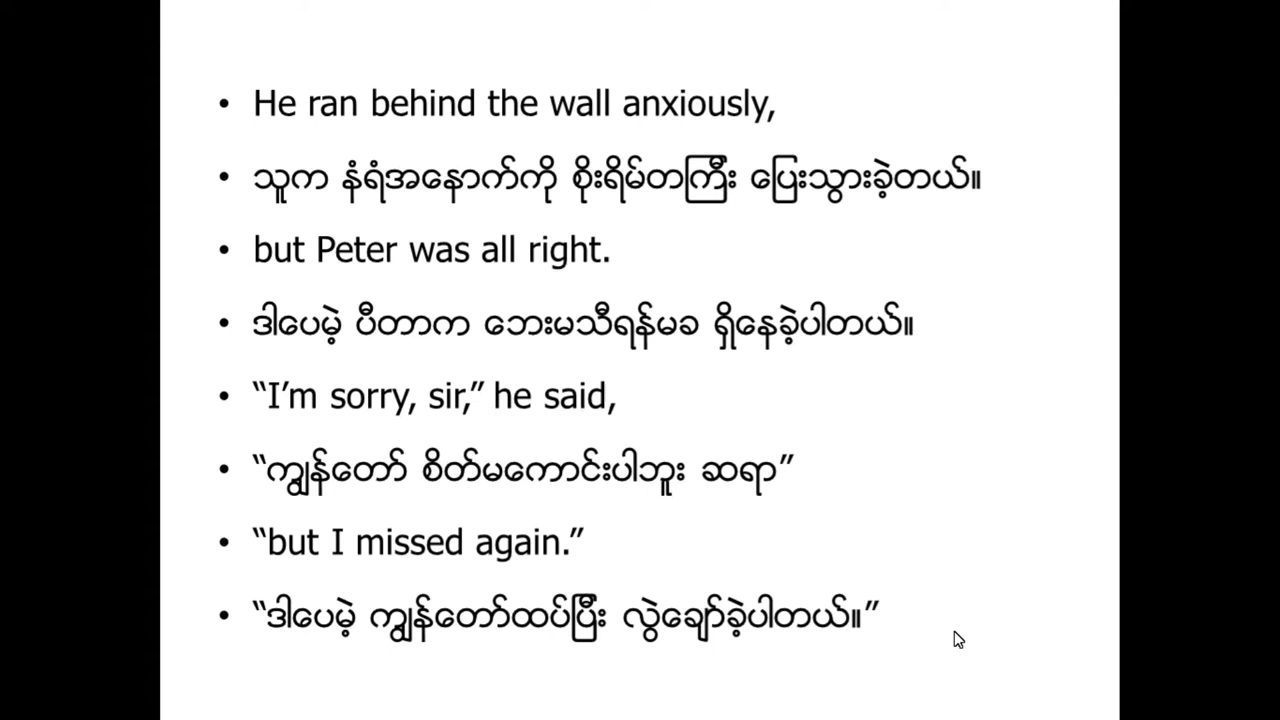 • He ran behind the wall anxiously,
• သူက နံရံအနောက်ကို စိုးရိမ်တကြီး ပြေးသွားခဲ့တယ်။
• but Peter was all right.
• ဒါပေမဲ့ ပီတာက ဘေးမသီရန်မခ ရှိနေခဲ့ပါတယ်။
• “I’m sorry, sir,” he said,
• “ကျွန်တော် စိတ်မကောင်းပါဘူး ဆရာ”
• “but I missed again.”
• “ဒါပေမဲ့ ကျွန်တော်ထပ်ပြီး လွဲချော်ခဲ့ပါတယ်။”